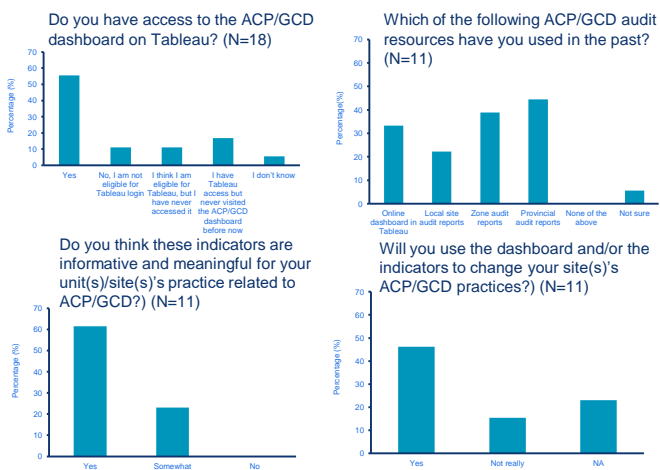 Do you have access to the ACP/GCD
dashboard on Tableau? (N=18)
70
60
50
40
30
20
10
0
Percentage (%)
Yes
No, I am not
eligible for
Tableau login
I think I am
eligible for
Tableau, but I
have never
accessed it
I have
Tableau
access but
never visited
the ACP/GCD
dashboard
before now
I don't know
Which of the following ACP/GCD audit
resources have you used in the past?
(N=11)
70
60
50
40
30
20
10
0
Percentage(%)
Online
dashboard in
Tableau
Local site
audit reports
Zone audit
reports
Provincial
audit reports
None of the
above
Not sure
Do you think these indicators are
informative and meaningful for your
unit(s)/site(s)'s practice related to
ACP/GCD?) (N=11)
70
60
50
40
30
20
10
0
Percentage (%)
Yes
Somewhat
No
Will you use the dashboard and/or the
indicators to change your site(s)'s
ACP/GCD practices?) (N=11)
70
60
50
40
30
20
10
0
Percentage (%)
Yes
Not really
NA